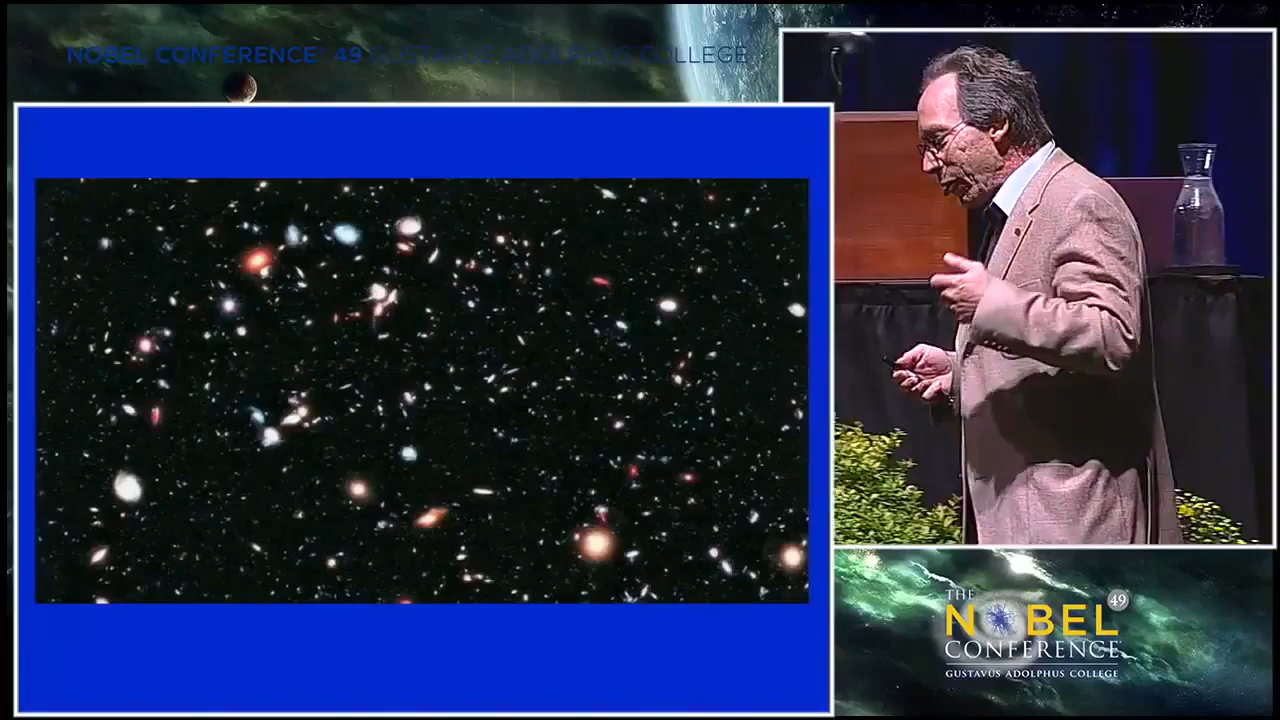 NOBEL CONFERENCE® 49 GUSTAVUS ADOLPHUS COLLEGE
THE
NOBEL 49
CONFERENCE
GUSTAVUS ADOLPHUS COLLEGE